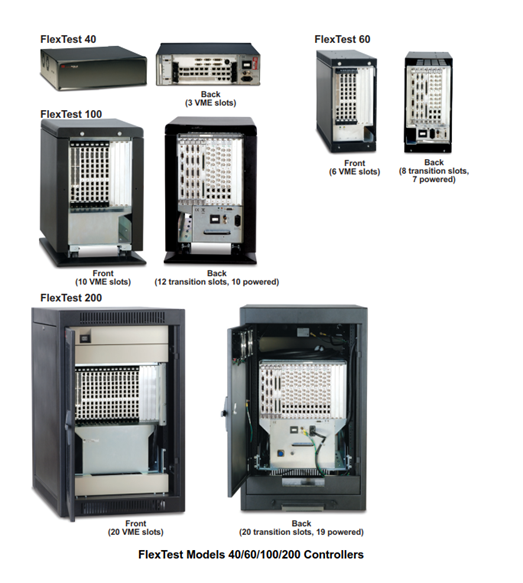 FlexTest 40
Back
(3 VME slots)
FlexTest 60
Front
(6 VME slots)
Back
(8 transition slots,
7 powered)
FlexTest 100
Front
(10 VME slots)
Back
(12 transition slots, 10 powered)
FlexTest 200
Front
(20 VME slots)
Back
(20 transition slots, 19 powered)
FlexTest Models 40/60/100/200 Controllers